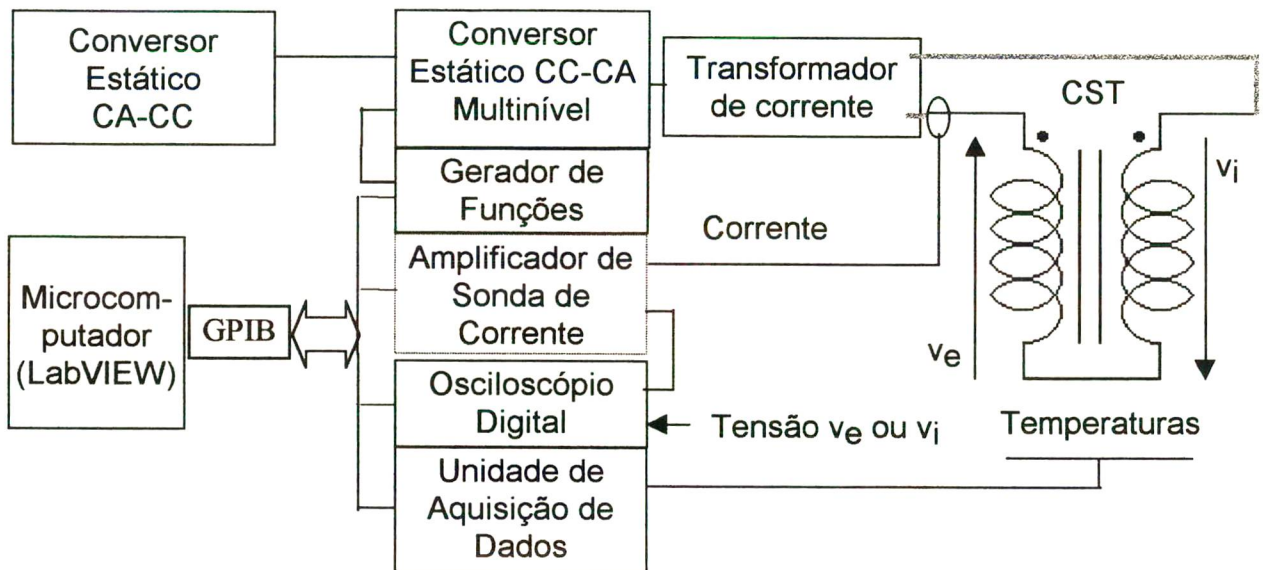 Conversor
Estático
CA-CC
Conversor
Estático CC-CA
Multinível
Transformador
de corrente
CST
Gerador de
Funções
Corrente
Amplificador de
Sonda de
Corrente
Microcom-
putador
(LabVIEW)
GPIB
Osciloscópio
Digital
Tensão ve ou vi
Unidade de
Aquisição de
Dados
Temperaturas
ve
vi